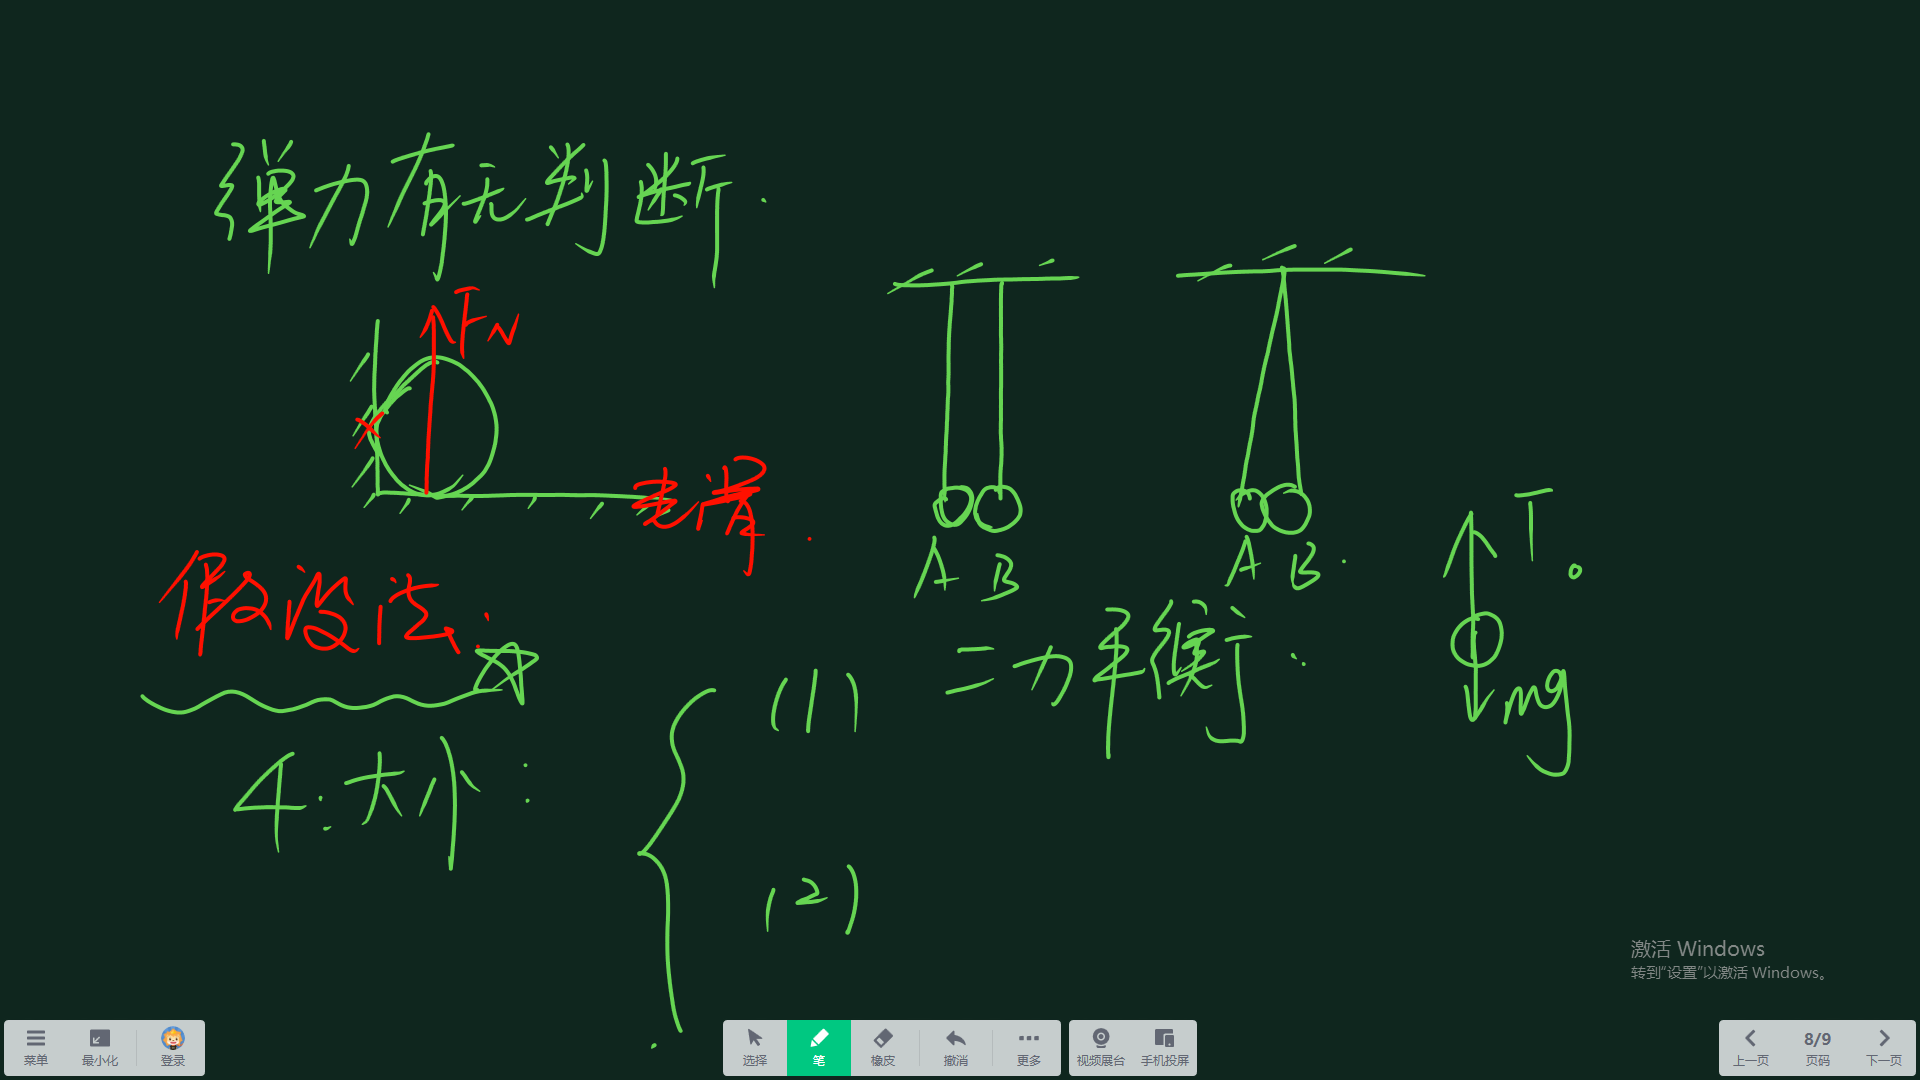 弹力有无判断.
FN
光滑.
A B
A B.
T
假设法:
(1) 二力平衡:
mg
4:大小:
(2)
激活 Windows
转到“设置”以激活 Windows。
菜单 最小化 登录 选择 笔 橡皮 撤消 更多 视频展台 手机投屏 上一页 8/9 页码 下一页